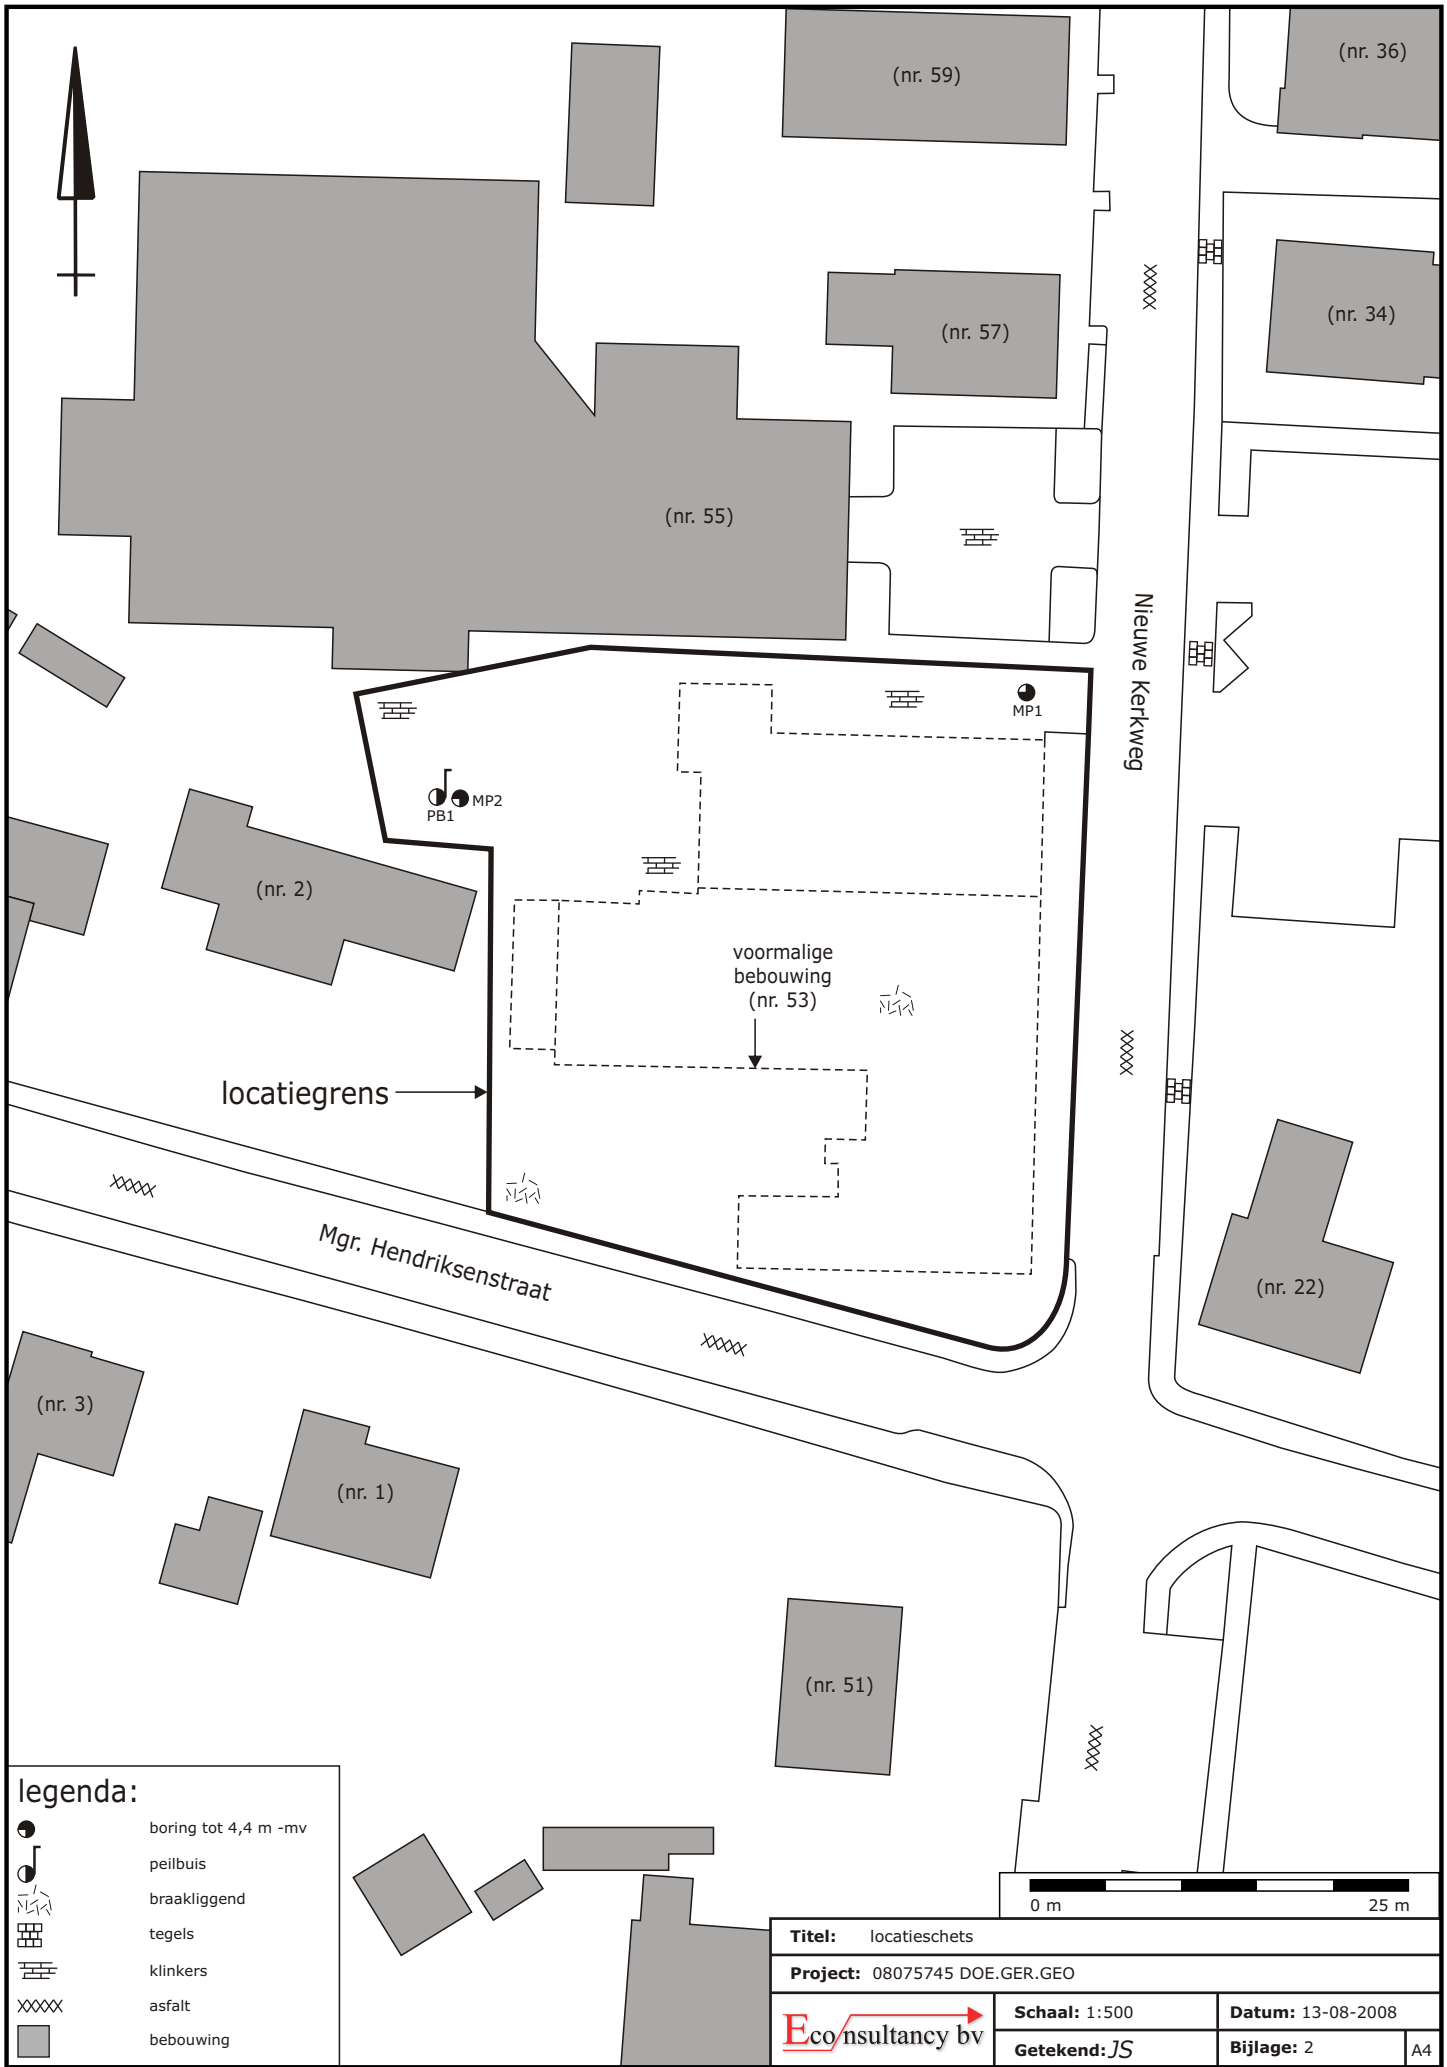 (nr. 59)
(nr. 36)
(nr. 34)
(nr. 57)
(nr. 55)
Nieuwe Kerkweg
MP1
MP2
PB1
(nr. 2)
voormalige
bebouwing
(nr. 53)
locatiegrens
Mgr. Hendriksenstraat
(nr. 22)
(nr. 3)
(nr. 1)
(nr. 51)
legenda:
boring tot 4,4 m -mv
peilbuis
braakliggend
tegels
klinkers
asfalt
bebouwing
0 m 25 m
Titel: locatieschets
Project: 08075745 DOE.GER.GEO
Econsultancy bv
Schaal: 1:500
Datum: 13-08-2008
Getekend: JS
Bijlage: 2
A4